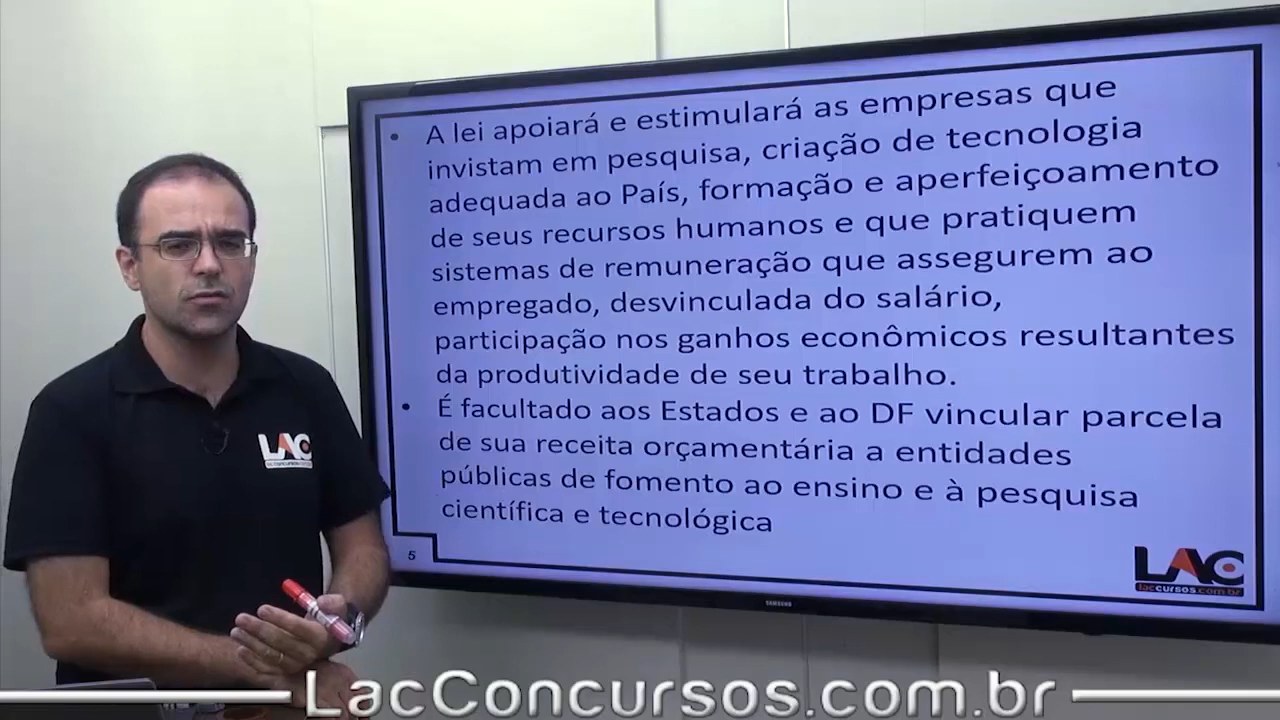 • A lei apoiará e estimulará as empresas que
invistam em pesquisa, criação de tecnologia
adequada ao País, formação e aperfeiçoamento
de seus recursos humanos e que pratiquem
sistemas de remuneração que assegurem ao
empregado, desvinculada do salário,
participação nos ganhos econômicos resultantes
da produtividade de seu trabalho.
• É facultado aos Estados e ao DF vincular parcela
de sua receita orçamentária a entidades
públicas de fomento ao ensino e à pesquisa
científica e tecnológica
5
LAC
laccursos.com.br
SAMSUNG
LAC
LacConcursos.com.br